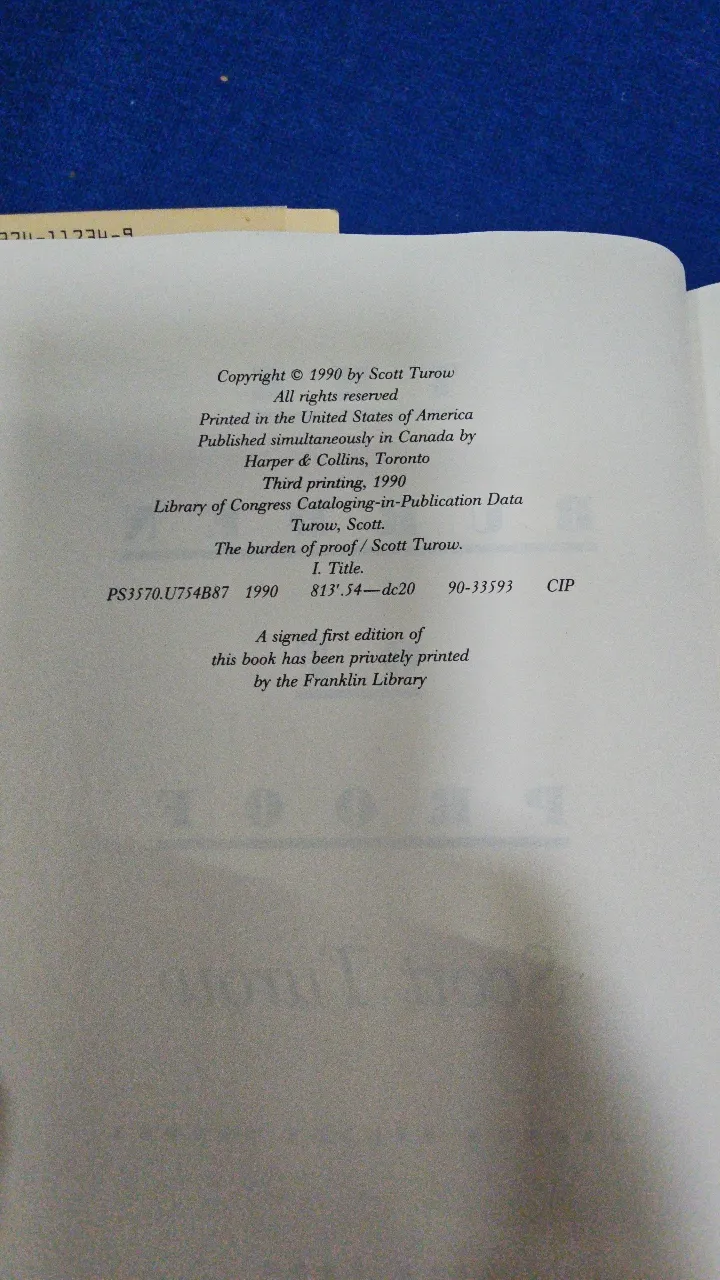 Copyright © 1990 by Scott Turow
All rights reserved
Printed in the United States of America
Published simultaneously in Canada by
Harper & Collins, Toronto
Third printing, 1990
Library of Congress Cataloging-in-Publication Data
Turow, Scott.
The burden of proof / Scott Turow.
I. Title.
PS3570.U754B87 1990 813'.54—dc20 90-33593 CIP
A signed first edition of
this book has been privately printed
by the Franklin Library
PROOF
Scott Turow